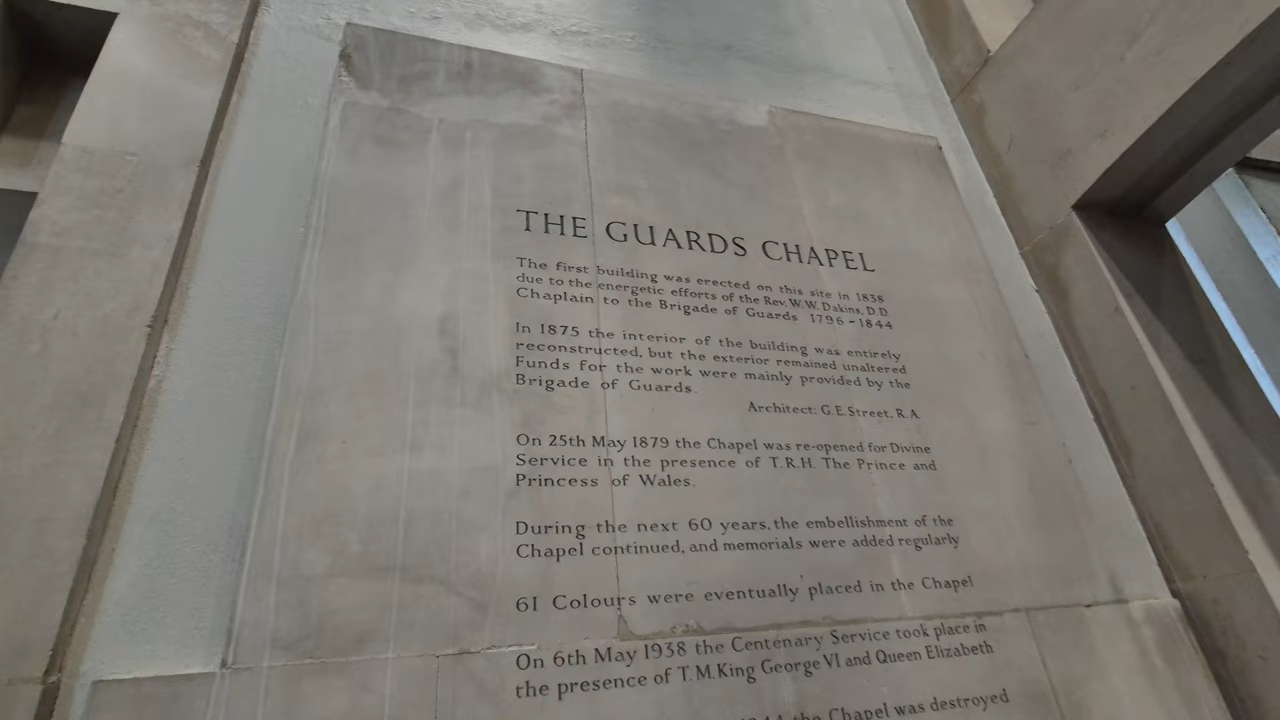 THE GUARDS CHAPEL
The first building was erected on this site in 1838
due to the energetic efforts of the Rev. W. W. Dakins, D.D.
Chaplain to the Brigade of Guards 1796-1844
In 1875 the interior of the building was entirely
reconstructed, but the exterior remained unaltered
Funds for the work were mainly provided by the
Brigade of Guards.
Architect: G.E. Street, R.A.
On 25th May 1879 the Chapel was re-opened for Divine
Service in the presence of T.R.H. The Prince and
Princess of Wales.
During the next 60 years, the embellishment of the
Chapel continued, and memorials were added regularly
61 Colours were eventually placed in the Chapel
On 6th May 1938 the Centenary Service took place in
the presence of T.M. King George VI and Queen Elizabeth
the Chapel was destroyed